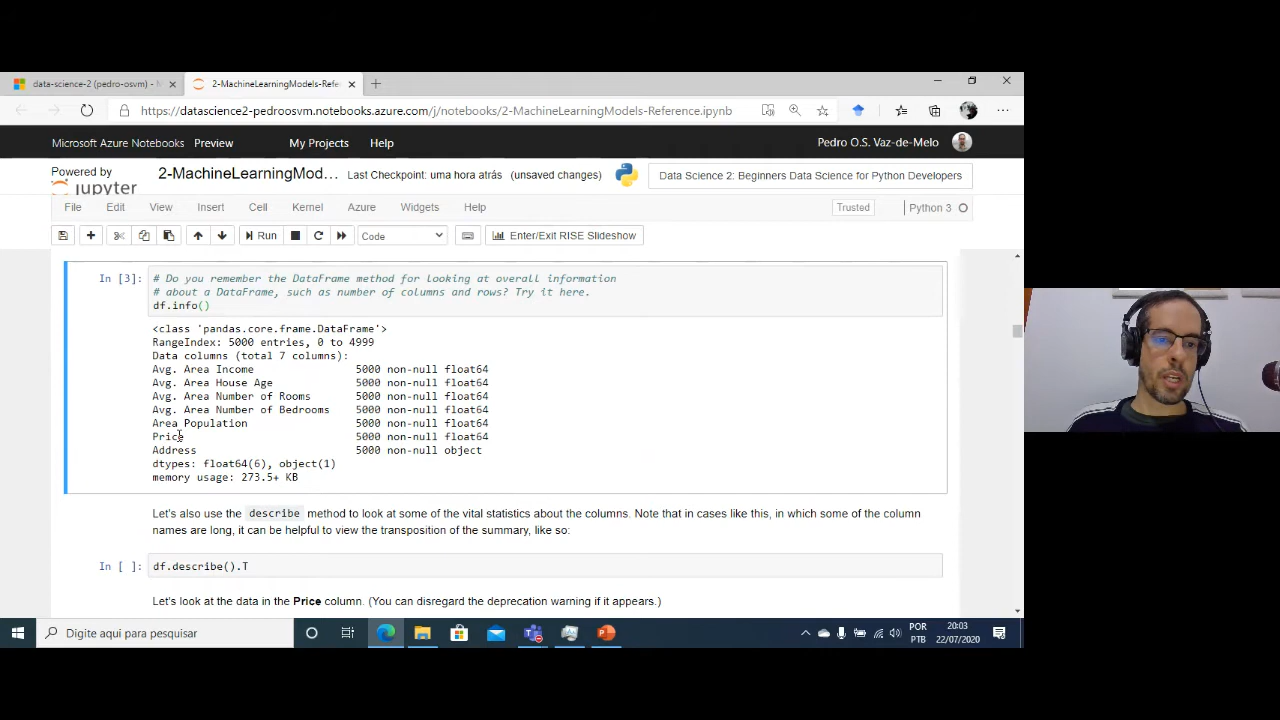 data-science-2 (pedro-osvm) - M
2-MachineLearningModels-Refe
https://datascience2-pedroosvm.notebooks.azure.com/j/notebooks/2-MachineLearningModels-Reference.ipynb
Microsoft Azure Notebooks Preview My Projects Help Pedro O.S. Vaz-de-Melo
Powered by
jupyter
2-MachineLearningMod... Last Checkpoint: uma hora atrás (unsaved changes) Data Science 2: Beginners Data Science for Python Developers
File Edit View Insert Cell Kernel Azure Widgets Help Trusted Python 3
Run Code Enter/Exit RISE Slideshow
In [3]: # Do you remember the DataFrame method for looking at overall information
# about a DataFrame, such as number of columns and rows? Try it here.
df.info()
<class 'pandas.core.frame.DataFrame'>
RangeIndex: 5000 entries, 0 to 4999
Data columns (total 7 columns):
Avg. Area Income 5000 non-null float64
Avg. Area House Age 5000 non-null float64
Avg. Area Number of Rooms 5000 non-null float64
Avg. Area Number of Bedrooms 5000 non-null float64
Area Population 5000 non-null float64
Price 5000 non-null float64
Address 5000 non-null object
dtypes: float64(6), object(1)
memory usage: 273.5+ KB
Let's also use the describe method to look at some of the vital statistics about the columns. Note that in cases like this, in which some of the column
names are long, it can be helpful to view the transposition of the summary, like so:
In [ ]: df.describe().T
Let's look at the data in the Price column. (You can disregard the deprecation warning if it appears.)
Digite aqui para pesquisar
POR
PTB
20:03
22/07/2020